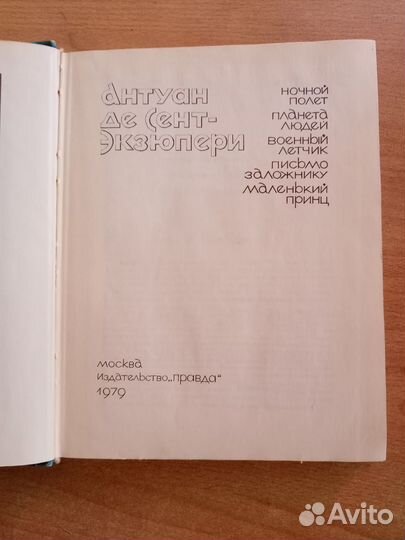 Антуан
де Сент-
Экзюпери
ночной
полет
планета
людей
военный
летчик
письмо
заложнику
маленький
принц
москва
издательство „правда“
1979
Avito